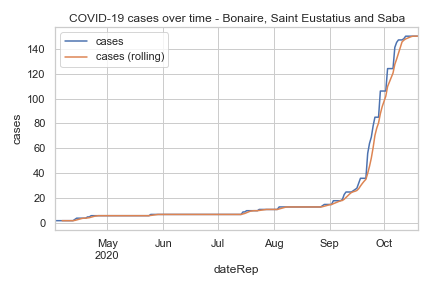 COVID-19 cases over time - Bonaire, Saint Eustatius and Saba
cases
cases (rolling)
140
120
100
80
60
40
20
0
cases
May Jun Jul Aug Sep Oct
2020
dateRep